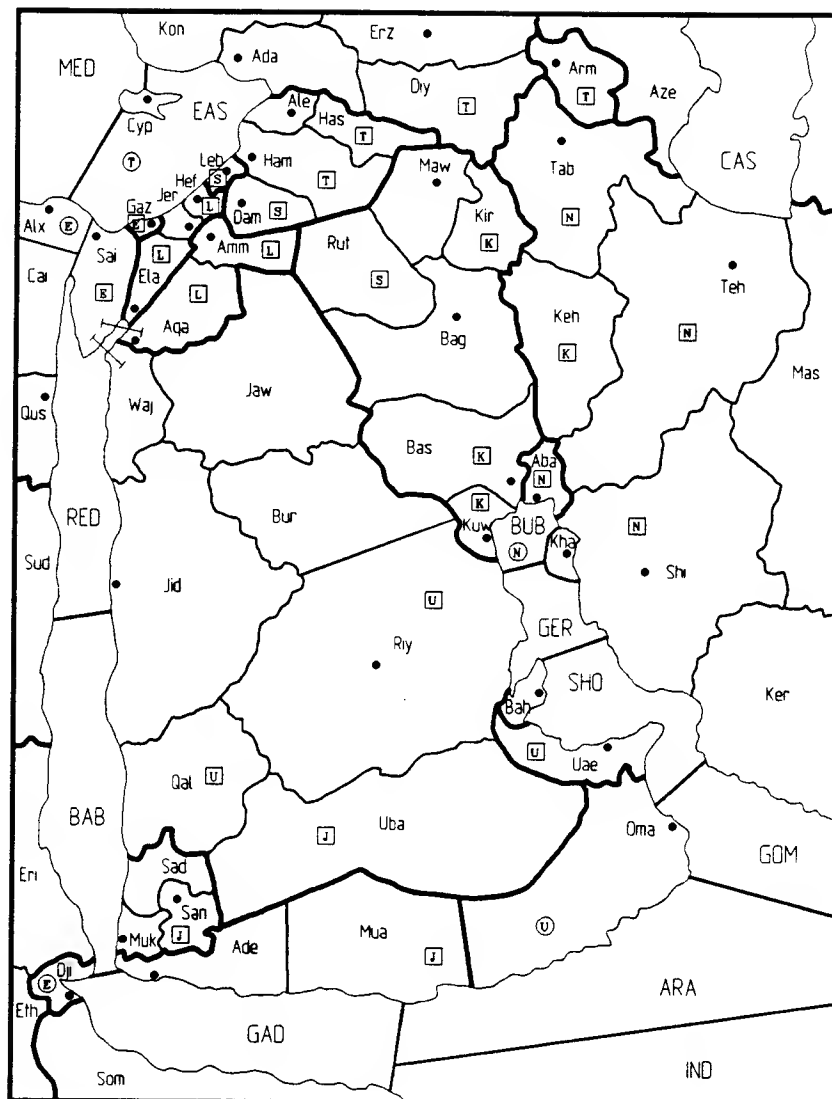 Kon
Erz
Ada
MED
Arm
Diy
Aze
T
T
Ale
EAS
Has
Cyp
T
CAS
Tab
Leb
Ham
Maw
T
S
T
Hef
Jer
Kir
L
Dam
S
Gaz
N
Alx
E
E
Amm
Rut
K
Sai
L
L
Ela
S
Teh
Cai
E
L
Keh
Aqa
Bag
N
K
Mas
Waj
Jaw
Qus
Bas
K
Aba
N
K
RED
Bur
Kuw
BUB
N
Kha
N
Sud
Shi
Jid
U
GER
Riy
SHO
Ker
Bah
U
Uae
Qat
U
BAB
Uba
J
Oma
GOM
Sad
Eri
San
U
J
Muk
Ade
Mua
J
Dji
E
ARA
Eth
GAD
IND
Som